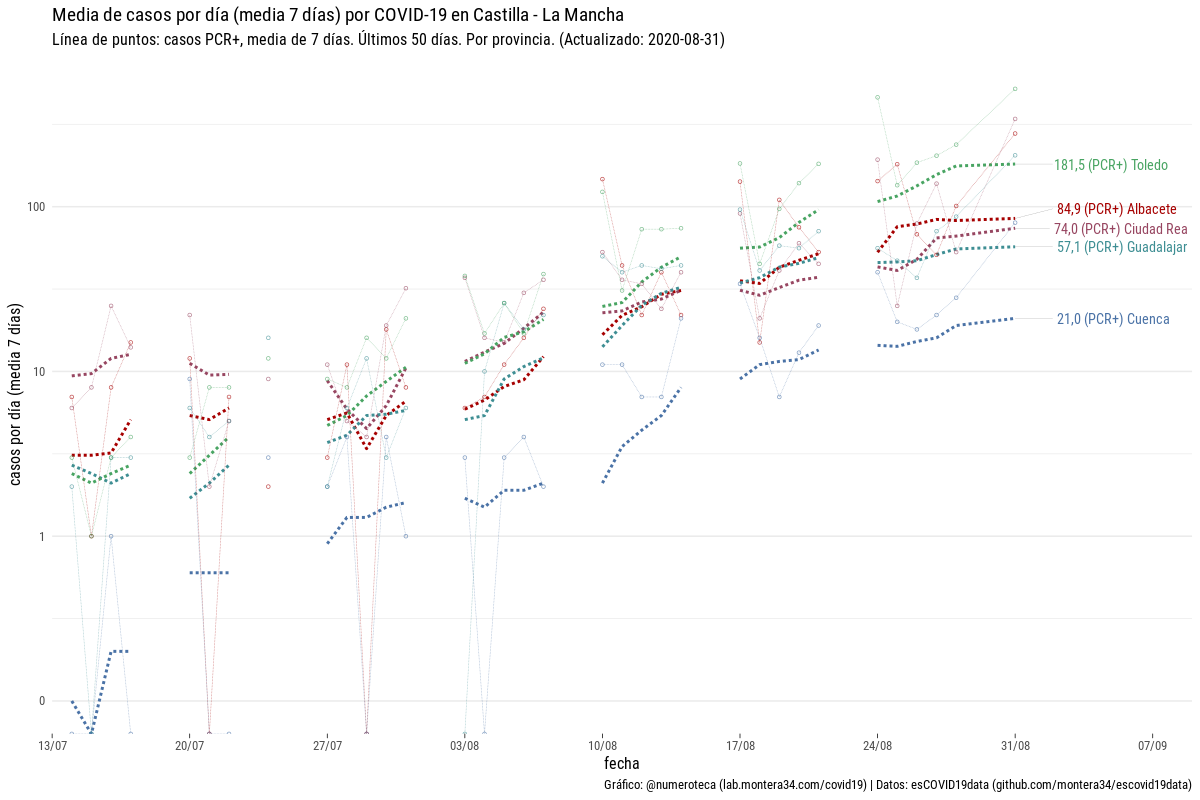 Media de casos por día (media 7 días) por COVID-19 en Castilla - La Mancha
Línea de puntos: casos PCR+, media de 7 días. Últimos 50 días. Por provincia. (Actualizado: 2020-08-31)
casos por día (media 7 días)
100
10
1
0
181,5 (PCR+) Toledo
84,9 (PCR+) Albacete
74,0 (PCR+) Ciudad Rea
57,1 (PCR+) Guadalajar
21,0 (PCR+) Cuenca
13/07 20/07 27/07 03/08 10/08 17/08 24/08 31/08 07/09
fecha
Gráfico: @numeroteca (lab.montera34.com/covid19) | Datos: esCOVID19data (github.com/montera34/escovid19data)